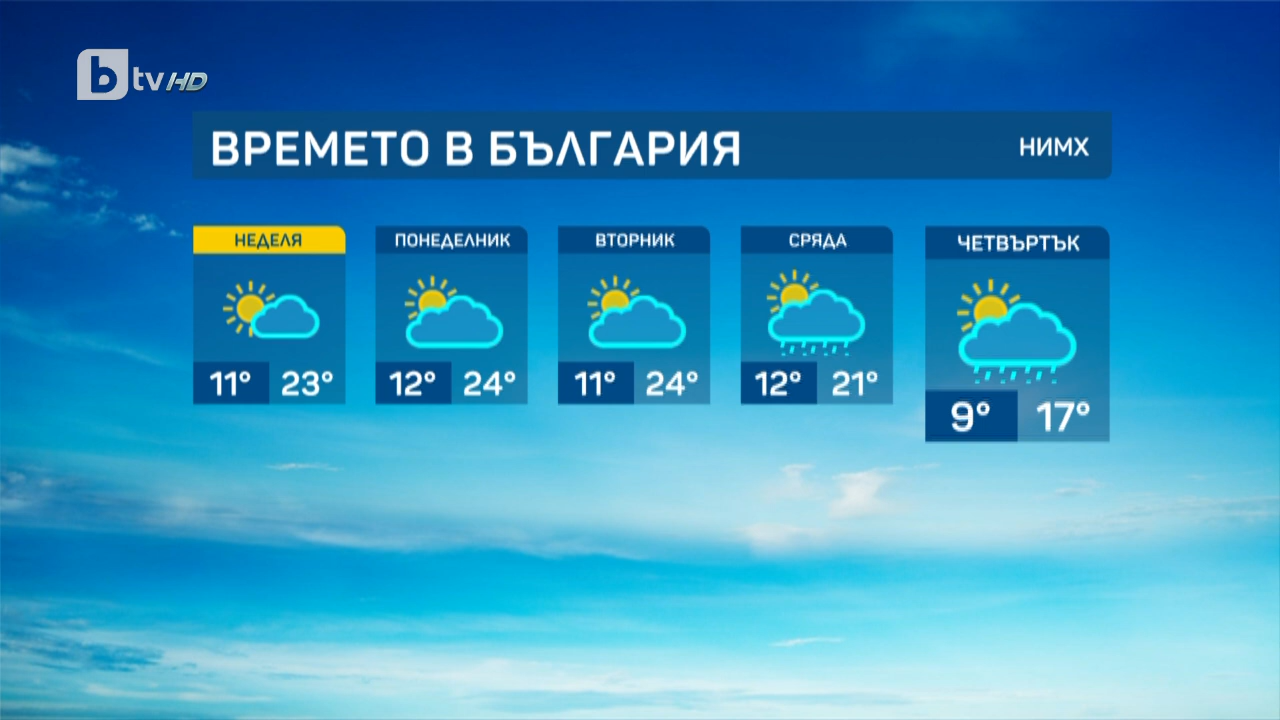 btv HD
ВРЕМЕТО В БЪЛГАРИЯ
НИМХ
НЕДЕЛЯ
ПОНЕДЕЛНИК
ВТОРНИК
СРЯДА
ЧЕТВЪРТЪК
11° 23°
12° 24°
11° 24°
12° 21°
9° 17°